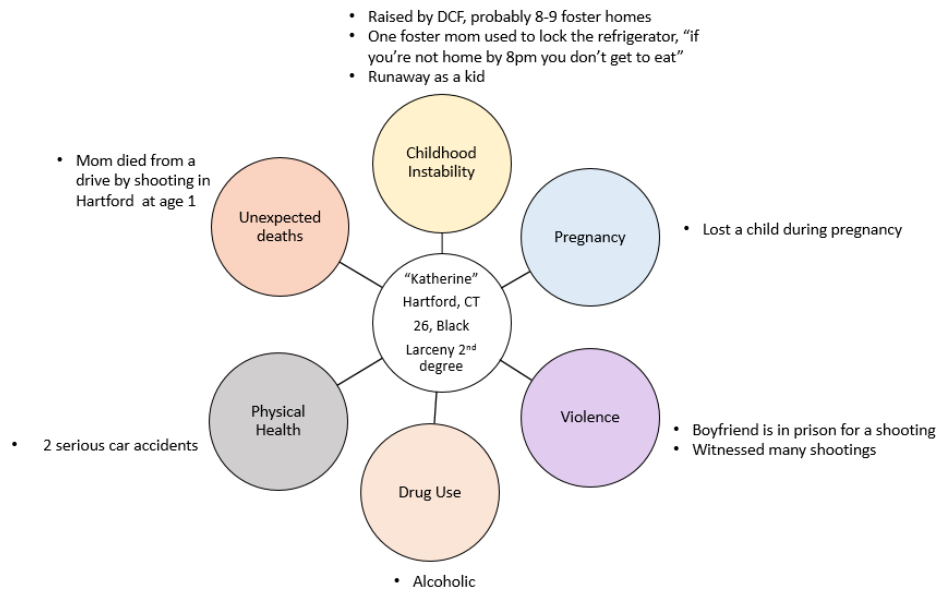 • Raised by DCF, probably 8-9 foster homes
• One foster mom used to lock the refrigerator, “if
you’re not home by 8pm you don’t get to eat”
• Runaway as a kid
Childhood
Instability
• Mom died from a
drive by shooting in
Hartford at age 1
Unexpected
deaths
Pregnancy
• Lost a child during pregnancy
“Katherine”
Hartford, CT
26, Black
Larceny 2nd
degree
Physical
Health
• 2 serious car accidents
Violence
• Boyfriend is in prison for a shooting
• Witnessed many shootings
Drug Use
• Alcoholic